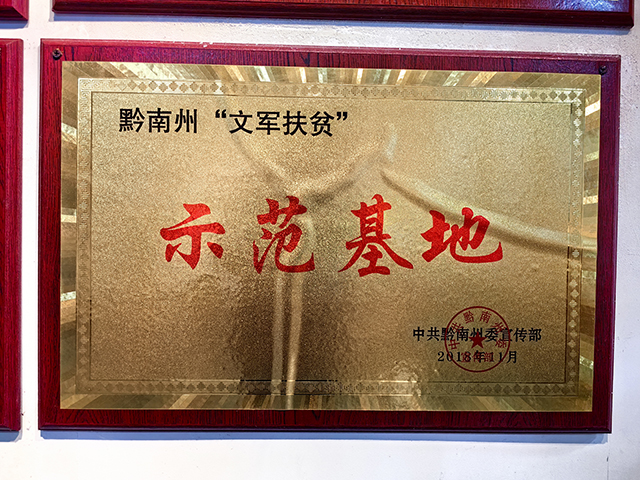 黔南州“文军扶贫”
示范基地
中共黔南州委宣传部
2018年11月